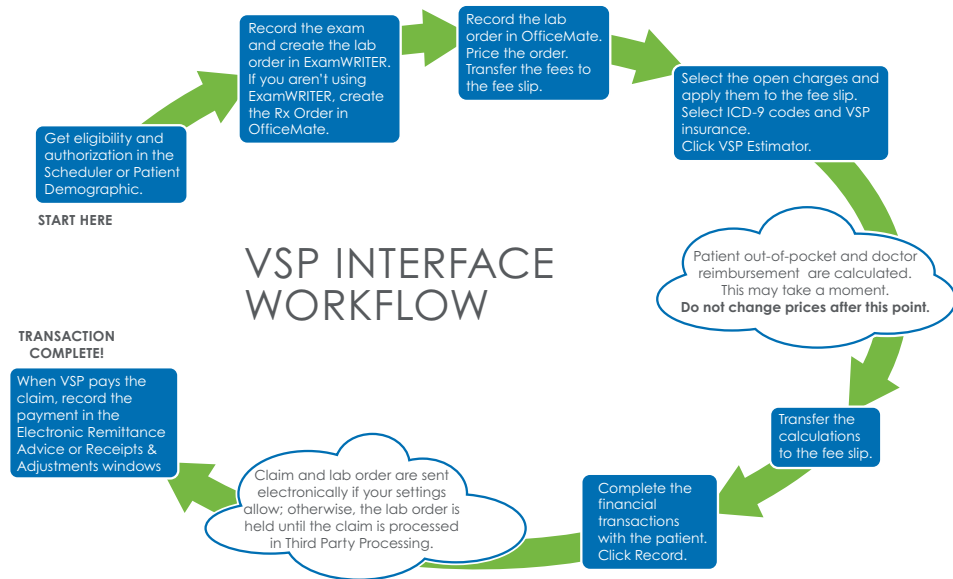 Get eligibility and
authorization in the
Scheduler or Patient
Demographic.
START HERE
Record the exam
and create the lab
order in ExamWRITER.
If you aren't using
ExamWRITER, create
the Rx Order in
OfficeMate.
Record the lab
order in OfficeMate.
Price the order.
Transfer the fees to
the fee slip.
Select the open charges and
apply them to the fee slip.
Select ICD-9 codes and VSP
insurance.
Click VSP Estimator.
VSP INTERFACE
WORKFLOW
Patient out-of-pocket and doctor
reimbursement are calculated.
This may take a moment.
Do not change prices after this point.
Transfer the
calculations
to the fee slip.
Complete the
financial
transactions
with the patient.
Click Record.
Claim and lab order are sent
electronically if your settings
allow; otherwise, the lab order is
held until the claim is processed
in Third Party Processing.
TRANSACTION
COMPLETE!
When VSP pays the
claim, record the
payment in the
Electronic Remittance
Advice or Receipts &
Adjustments windows